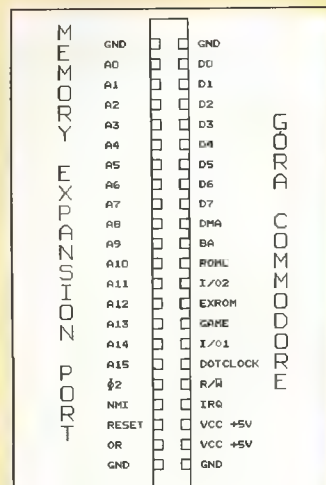 MEMORY EXPANSION PORT
GND GND
A0 D0
A1 D1
A2 D2
A3 D3
A4 D4
A5 D5
A6 D6
A7 D7
A8 DMA
A9 BA
A10 ROML
A11 I/O2
A12 EXROM
A13 GAME
A14 I/O1
A15 DOTCLOCK
ϕ2 R/W
NMI IRQ
RESET VCC +5V
OR VCC +5V
GND GND
GORA COMMODORE